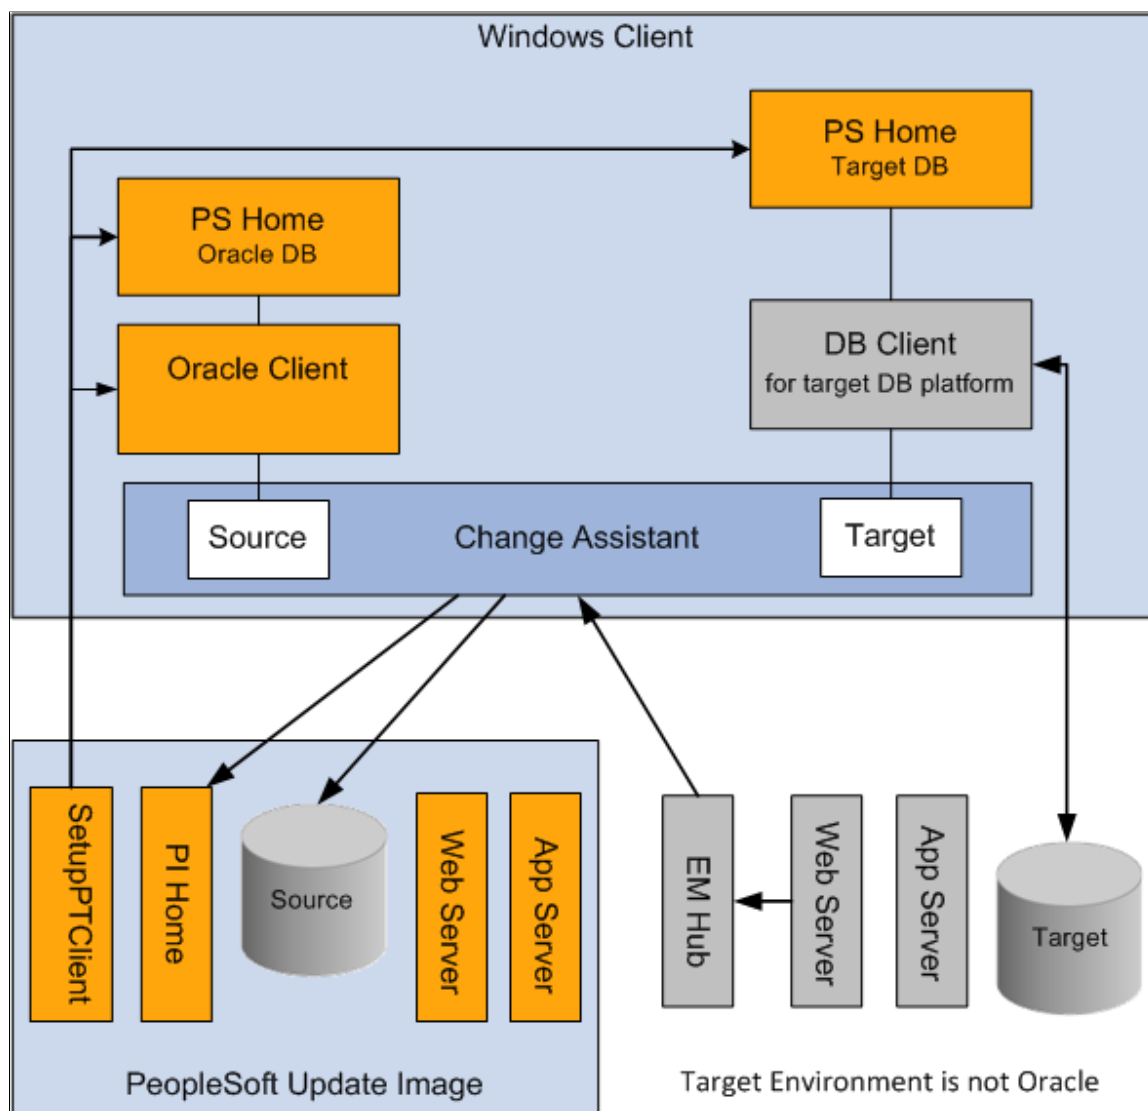 Windows Client
PS Home
Target DB
PS Home
Oracle DB
Oracle Client
DB Client
for target DB platform
Source
Change Assistant
Target
SetupPTClient
PI Home
Source
Web Server
App Server
EM Hub
Web Server
App Server
Target
PeopleSoft Update Image
Target Environment is not Oracle